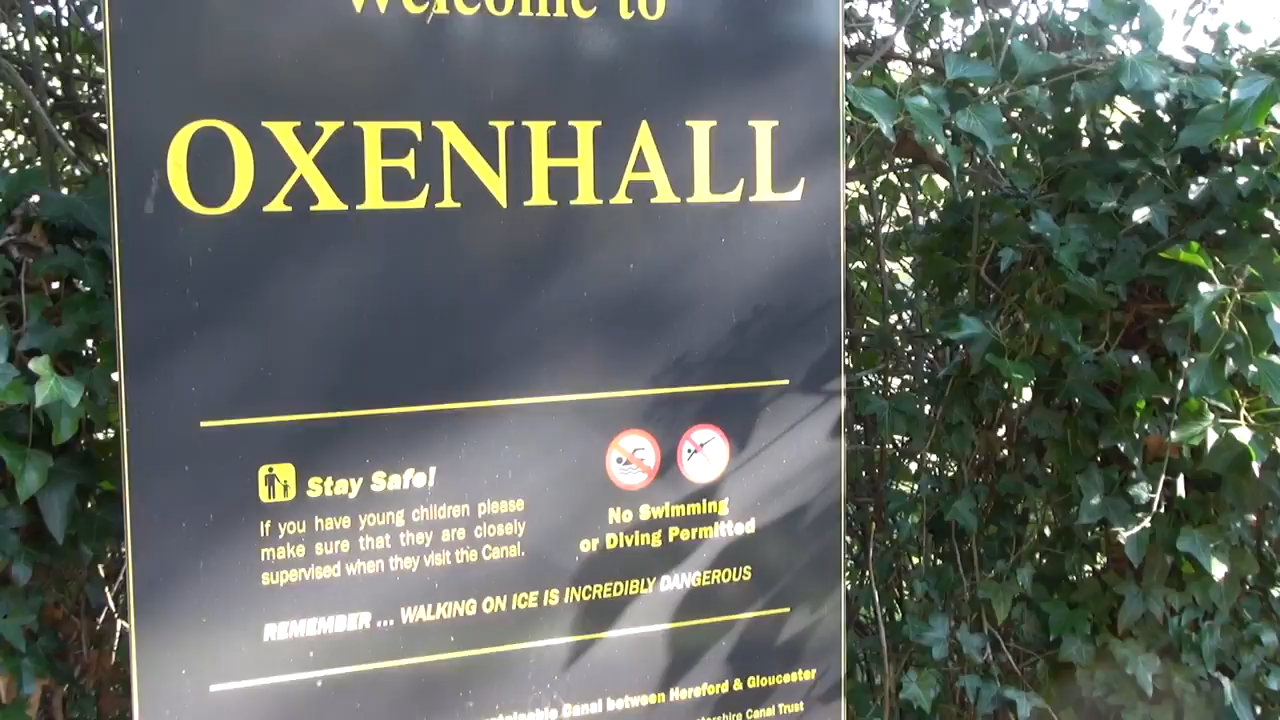 Welcome to
OXENHALL
Stay Safe!
If you have young children please
make sure that they are closely
supervised when they visit the Canal.
No Swimming
or Diving Permitted
REMEMBER ... WALKING ON ICE IS INCREDIBLY DANGEROUS
Canal between Hereford & Gloucester
Canal Trust